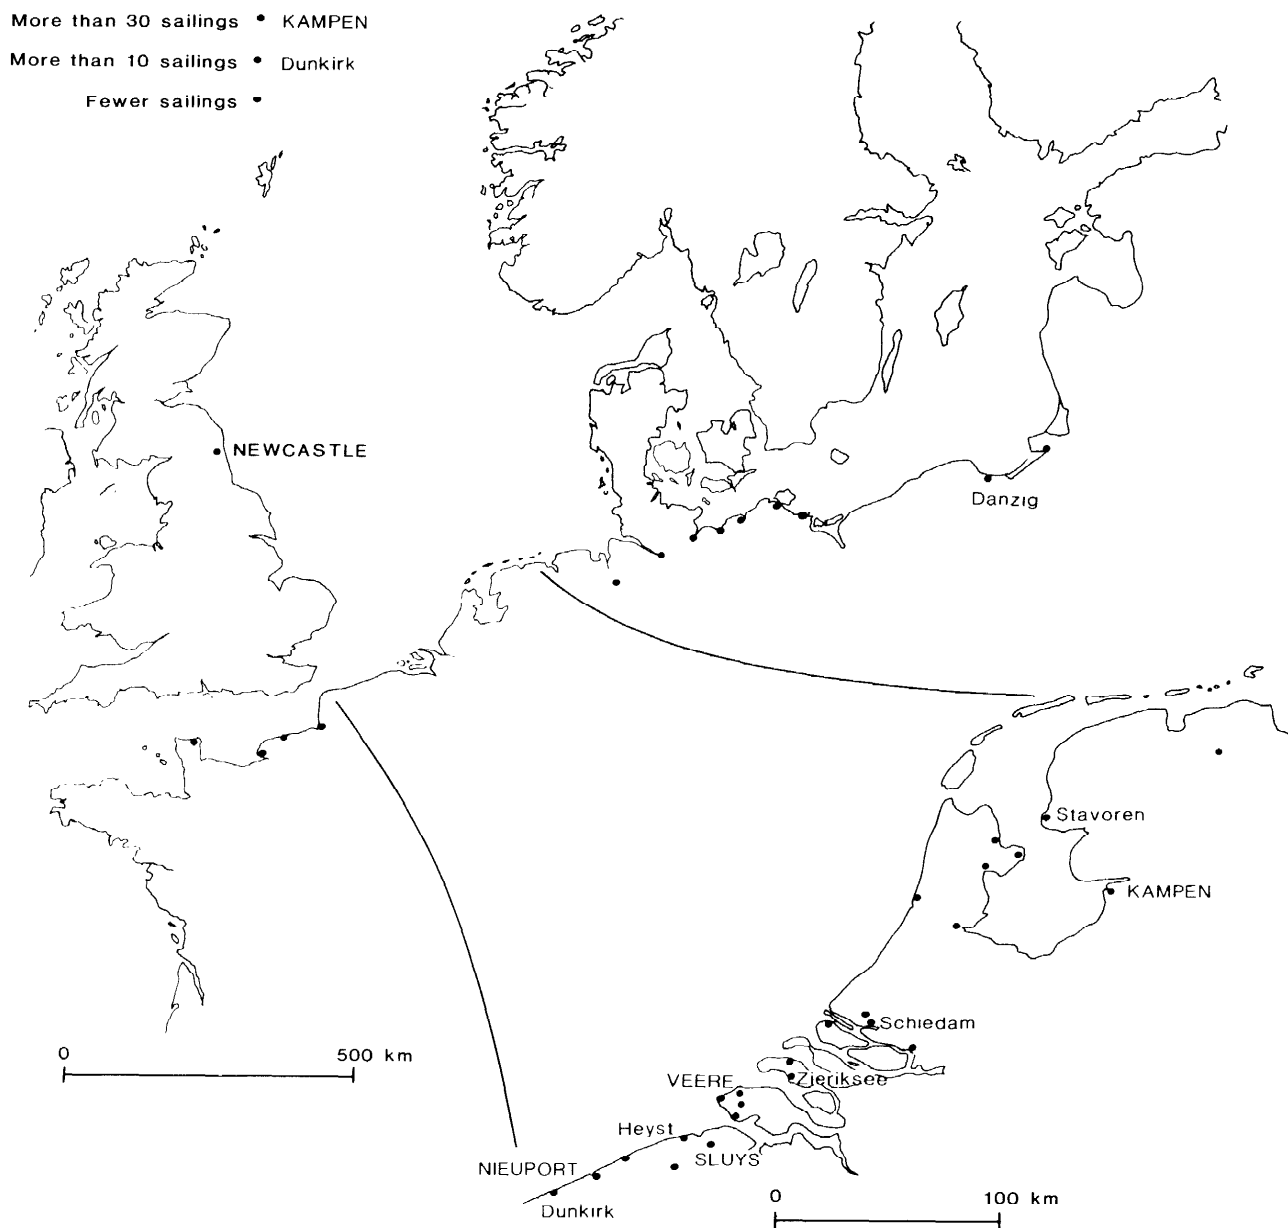 More than 30 sailings • KAMPEN
More than 10 sailings • Dunkirk
Fewer sailings •
NEWCASTLE
Danzig
Stavoren
KAMPEN
0 500 km
Schiedam
Zieriksee
VEERE
Heyst
SLUYS
NIEUPORT
Dunkirk
0 100 km